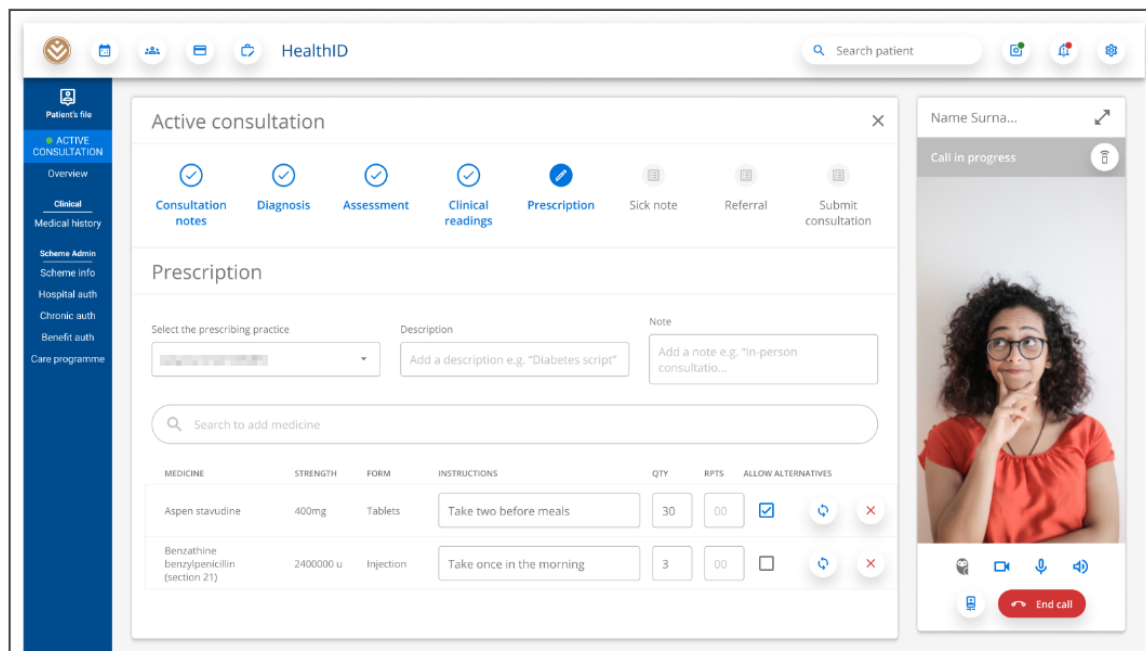 HealthID
Search patient
Patient's file
ACTIVE
CONSULTATION
Overview
Clinical
Medical history
Scheme Admin
Scheme info
Hospital auth
Chronic auth
Benefit auth
Care programme
Active consultation
Consultation
notes
Diagnosis
Assessment
Clinical
readings
Prescription
Sick note
Referral
Submit
consultation
Prescription
Select the prescribing practice
Description
Add a description e.g. “Diabetes script”
Note
Add a note e.g. “In-person
consultatio...
Search to add medicine
MEDICINE STRENGTH FORM INSTRUCTIONS QTY RPTS ALLOW ALTERNATIVES
Aspen stavudine 400mg Tablets Take two before meals 30 00
Benzathine
benzylpenicillin
(section 21)
2400000 u Injection Take once in the morning 3 00
Name Surna...
Call in progress
End call